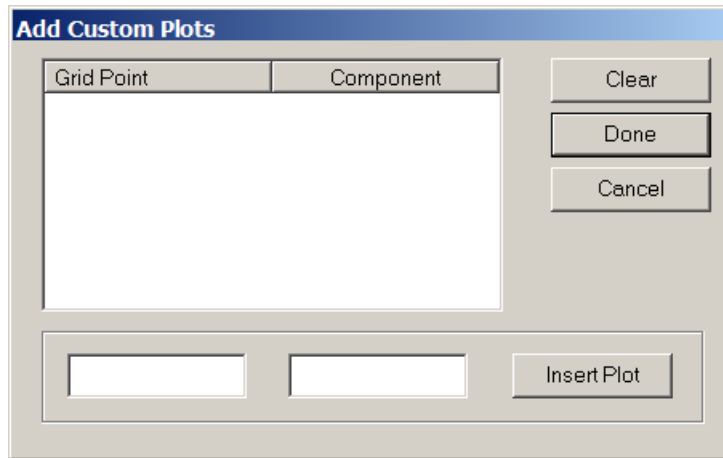 Add Custom Plots
Grid Point Component
Clear
Done
Cancel
Insert Plot